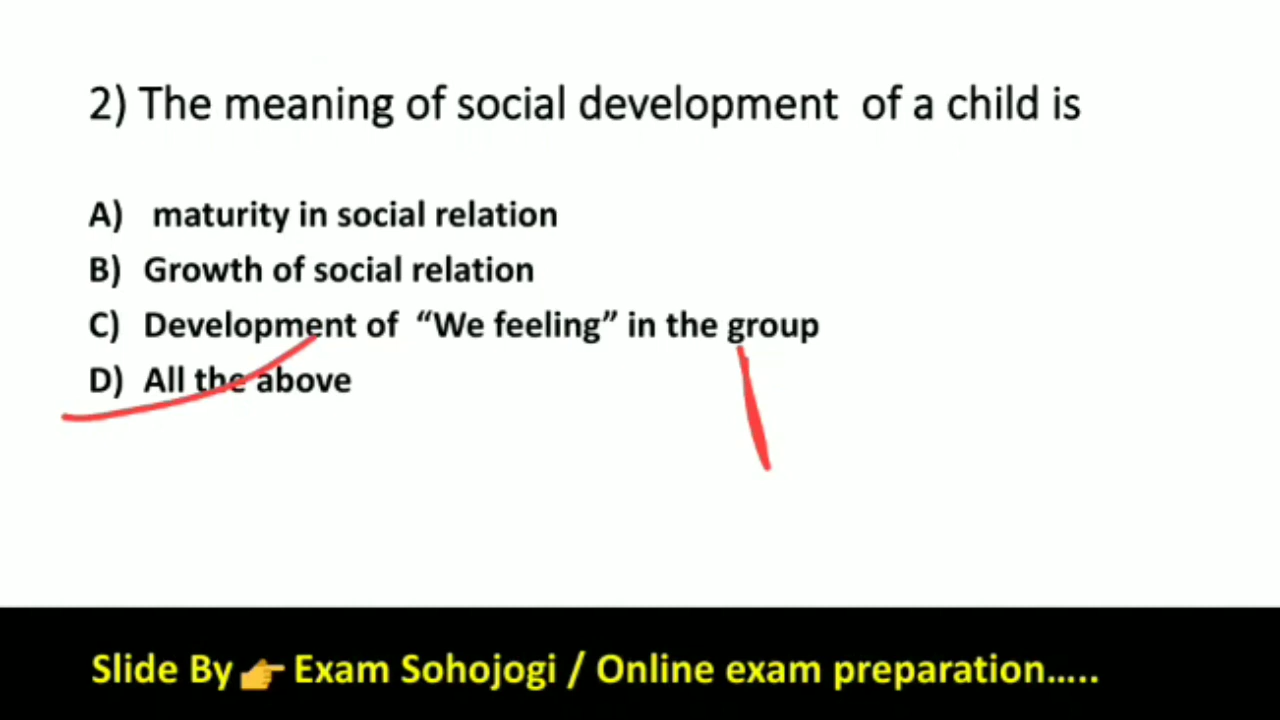 2) The meaning of social development of a child is
A) maturity in social relation
B) Growth of social relation
C) Development of “We feeling” in the group
D) All the above
Slide By 👉 Exam Sohojogi / Online exam preparation.....